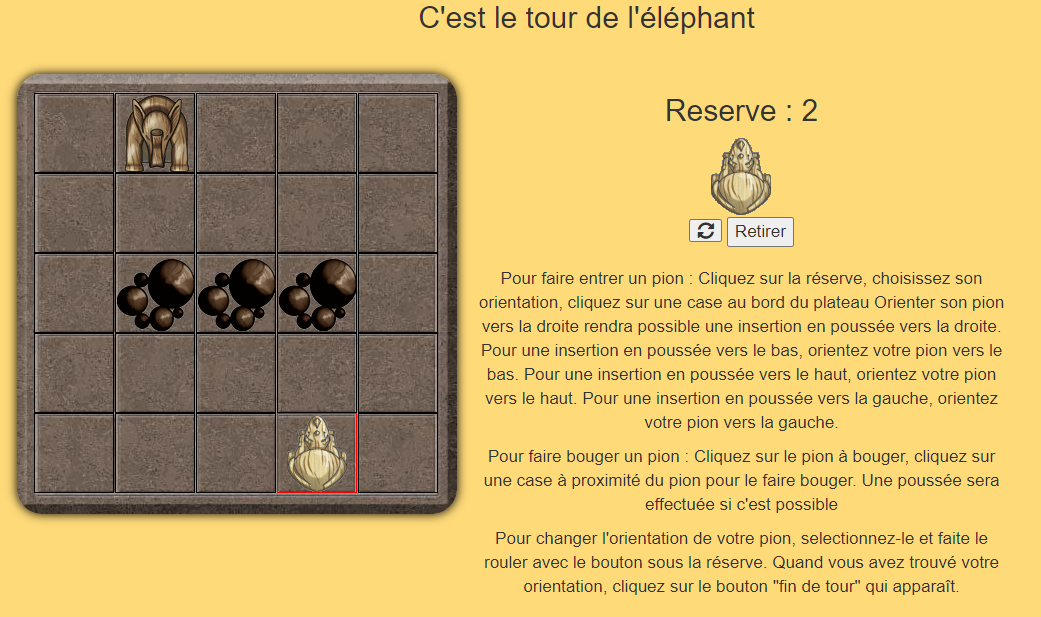 C'est le tour de l'éléphant
Reserve : 2
Retirer
Pour faire entrer un pion : Cliquez sur la réserve, choisissez son
orientation, cliquez sur une case au bord du plateau Orienter son pion
vers la droite rendra possible une insertion en poussée vers la droite.
Pour une insertion en poussée vers le bas, orientez votre pion vers le
bas. Pour une insertion en poussée vers le haut, orientez votre pion
vers le haut. Pour une insertion en poussée vers la gauche, orientez
votre pion vers la gauche.
Pour faire bouger un pion : Cliquez sur le pion à bouger, cliquez sur
une case à proximité du pion pour le faire bouger. Une poussée sera
effectuée si c'est possible
Pour changer l'orientation de votre pion, selectionnez-le et faite le
rouler avec le bouton sous la réserve. Quand vous avez trouvé votre
orientation, cliquez sur le bouton "fin de tour" qui apparaît.